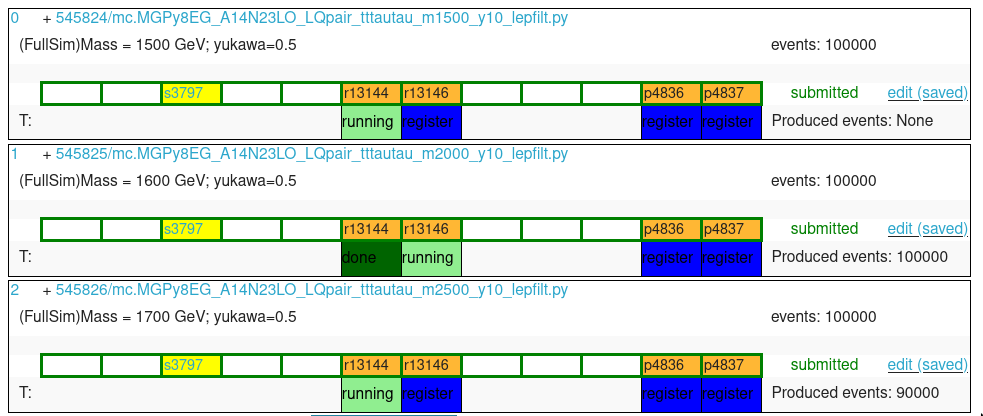 0 + 545824/mc.MGPy8EG_A14N23LO_LQpair_tttautau_m1500_y10_lepfilt.py
(FullSim)Mass = 1500 GeV; yukawa=0.5 events: 100000
s3797 r13144 r13146 p4836 p4837 submitted edit (saved)
T: running register register register Produced events: None
1 + 545825/mc.MGPy8EG_A14N23LO_LQpair_tttautau_m2000_y10_lepfilt.py
(FullSim)Mass = 1600 GeV; yukawa=0.5 events: 100000
s3797 r13144 r13146 p4836 p4837 submitted edit (saved)
T: done running register register Produced events: 100000
2 + 545826/mc.MGPy8EG_A14N23LO_LQpair_tttautau_m2500_y10_lepfilt.py
(FullSim)Mass = 1700 GeV; yukawa=0.5 events: 100000
s3797 r13144 r13146 p4836 p4837 submitted edit (saved)
T: running register register register Produced events: 90000